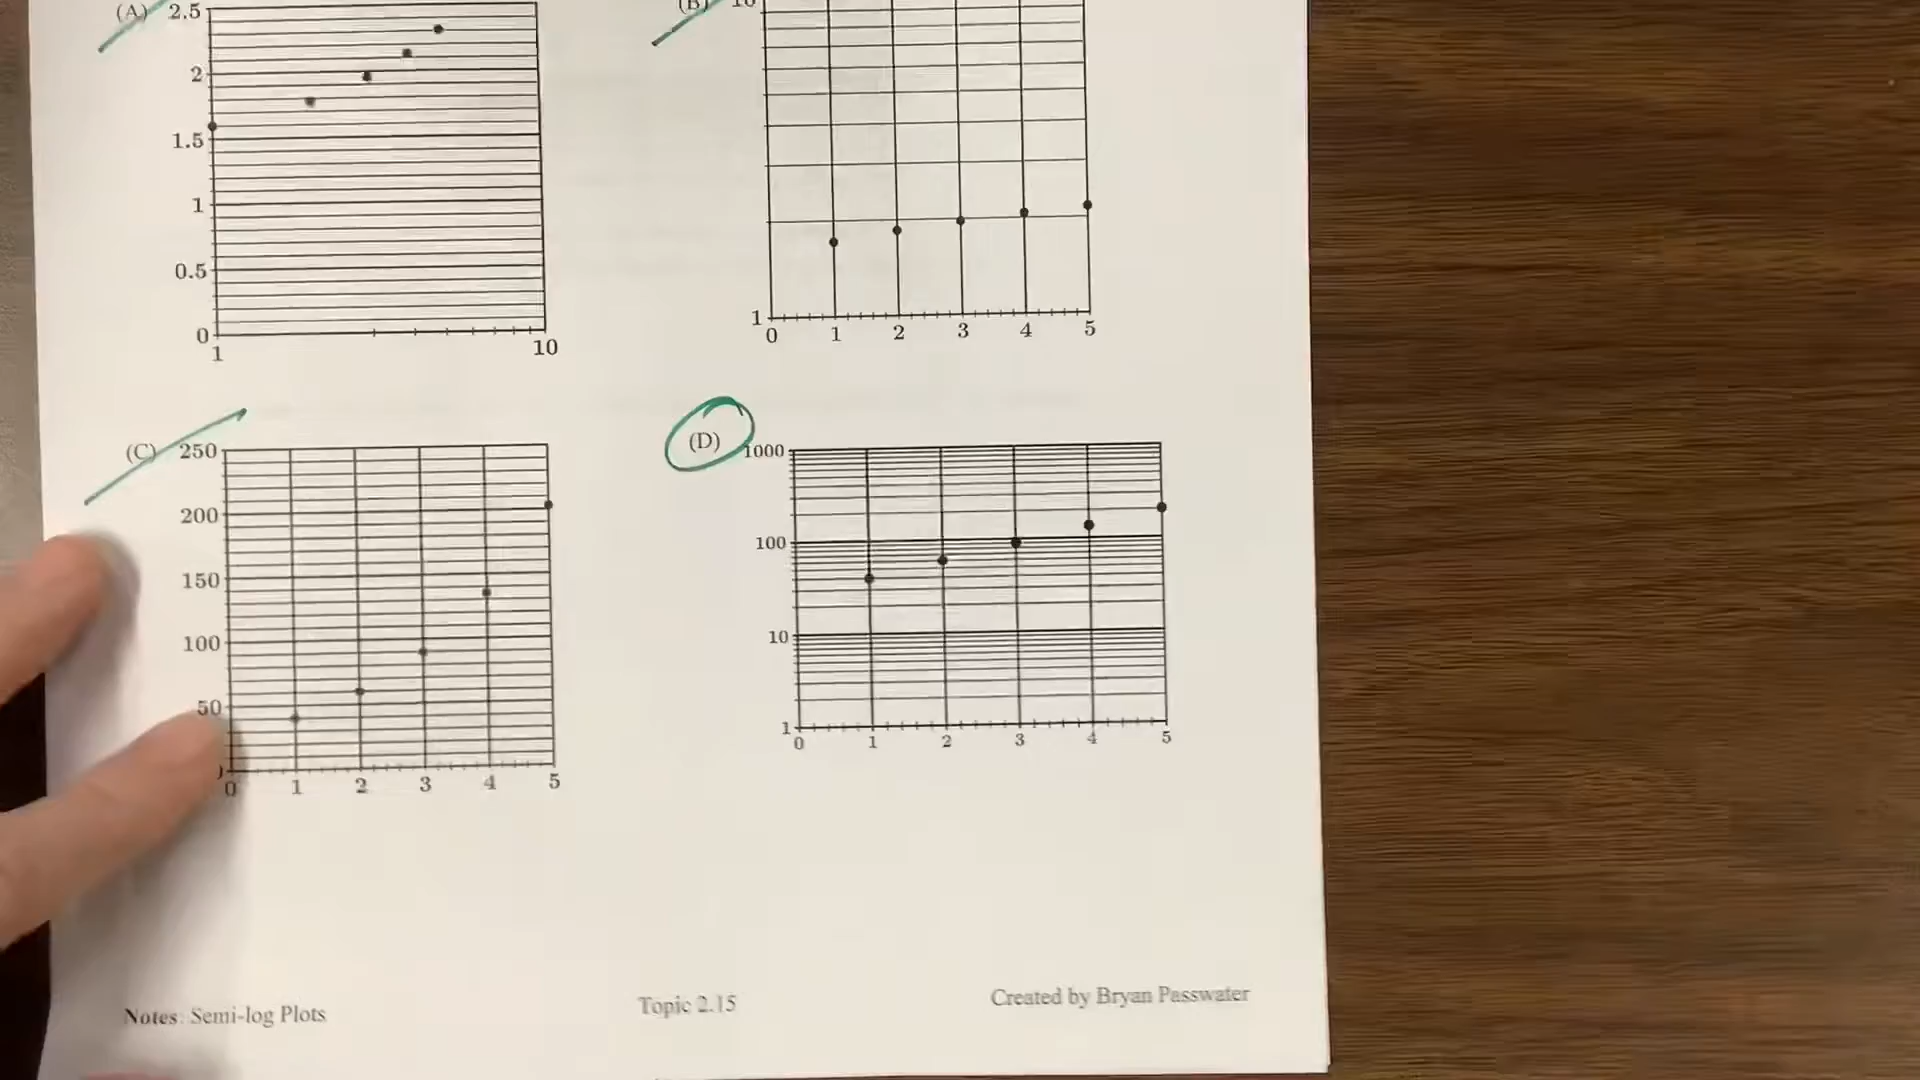 (A) 2.5
2
1.5
1
0.5
0
1 10
(B) 10
1
0 1 2 3 4 5
(C) 250
200
150
100
50
0 1 2 3 4 5
(D) 1000
100
10
1
0 1 2 3 4 5
Notes: Semi-log Plots Topic 2.15 Created by Bryan Passwater